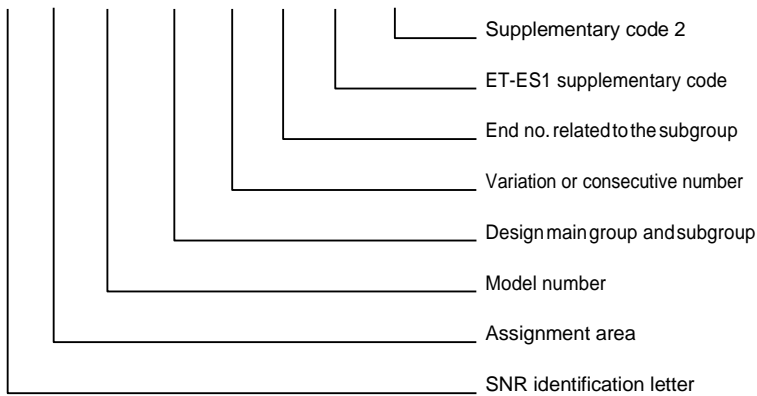 Supplementary code 2
ET-ES1 supplementary code
End no. related to the subgroup
Variation or consecutive number
Design main group and subgroup
Model number
Assignment area
SNR identification letter